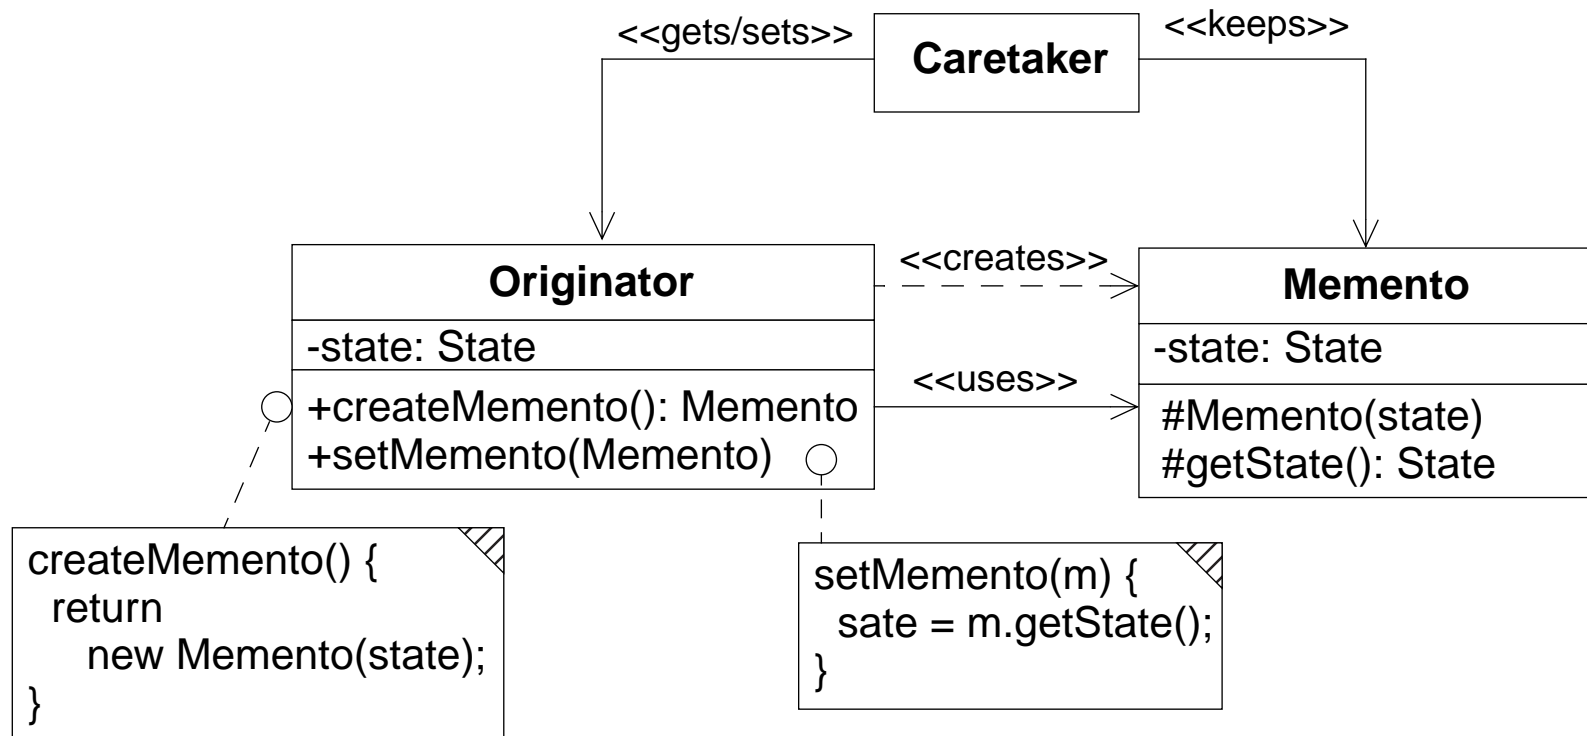 <<gets/sets>>
Caretaker
<<keeps>>
Originator
<<creates>>
Memento
-state: State
-state: State
<<uses>>
+createMemento(): Memento
+setMemento(Memento)
#Memento(state)
#getState(): State
createMemento() {
return
new Memento(state);
}
setMemento(m) {
sate = m.getState();
}